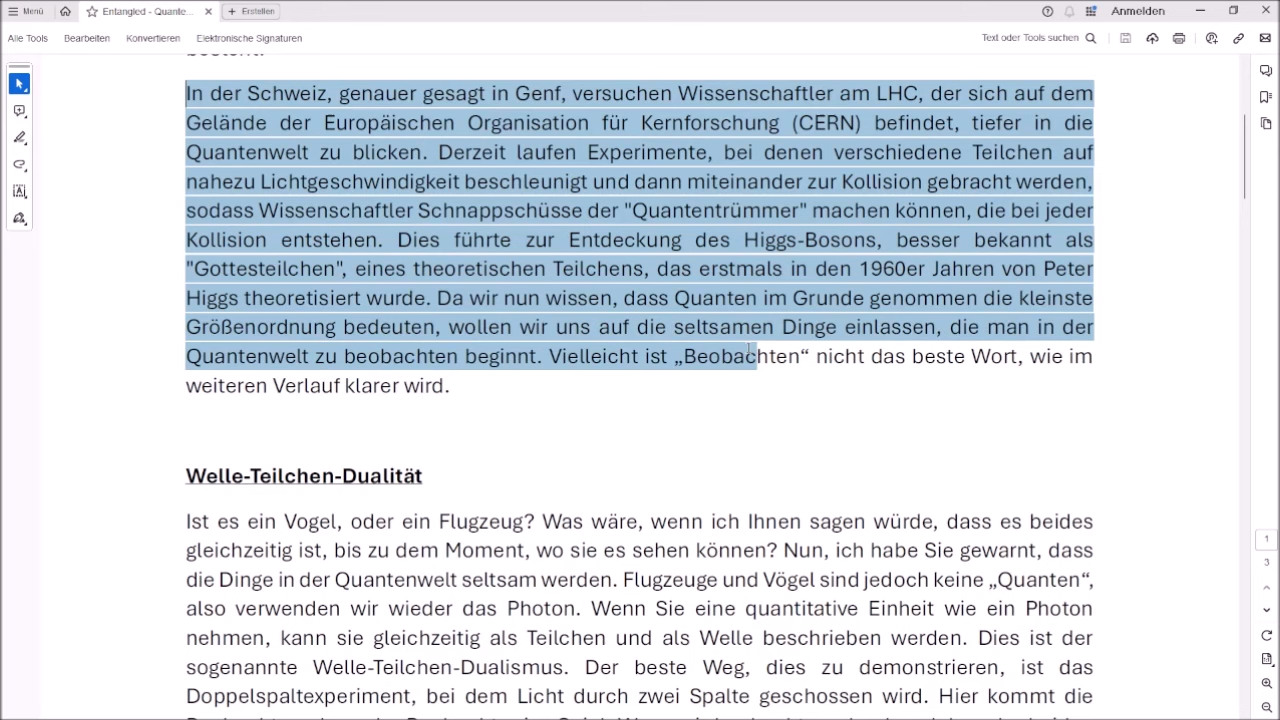 Menü
Entangled - Quante...
Erstellen
Anmelden
Alle Tools
Bearbeiten
Konvertieren
Elektronische Signaturen
Text oder Tools suchen
In der Schweiz, genauer gesagt in Genf, versuchen Wissenschaftler am LHC, der sich auf dem
Gelände der Europäischen Organisation für Kernforschung (CERN) befindet, tiefer in die
Quantenwelt zu blicken. Derzeit laufen Experimente, bei denen verschiedene Teilchen auf
nahezu Lichtgeschwindigkeit beschleunigt und dann miteinander zur Kollision gebracht werden,
sodass Wissenschaftler Schnappschüsse der "Quantentrümmer" machen können, die bei jeder
Kollision entstehen. Dies führte zur Entdeckung des Higgs-Bosons, besser bekannt als
"Gottesteilchen", eines theoretischen Teilchens, das erstmals in den 1960er Jahren von Peter
Higgs theoretisiert wurde. Da wir nun wissen, dass Quanten im Grunde genommen die kleinste
Größenordnung bedeuten, wollen wir uns auf die seltsamen Dinge einlassen, die man in der
Quantenwelt zu beobachten beginnt. Vielleicht ist „Beobachten“ nicht das beste Wort, wie im
weiteren Verlauf klarer wird.
Welle-Teilchen-Dualität
Ist es ein Vogel, oder ein Flugzeug? Was wäre, wenn ich Ihnen sagen würde, dass es beides
gleichzeitig ist, bis zu dem Moment, wo sie es sehen können? Nun, ich habe Sie gewarnt, dass
die Dinge in der Quantenwelt seltsam werden. Flugzeuge und Vögel sind jedoch keine „Quanten“,
also verwenden wir wieder das Photon. Wenn Sie eine quantitative Einheit wie ein Photon
nehmen, kann sie gleichzeitig als Teilchen und als Welle beschrieben werden. Dies ist der
sogenannte Welle-Teilchen-Dualismus. Der beste Weg, dies zu demonstrieren, ist das
Doppelspaltexperiment, bei dem Licht durch zwei Spalte geschossen wird. Hier kommt die
1
3